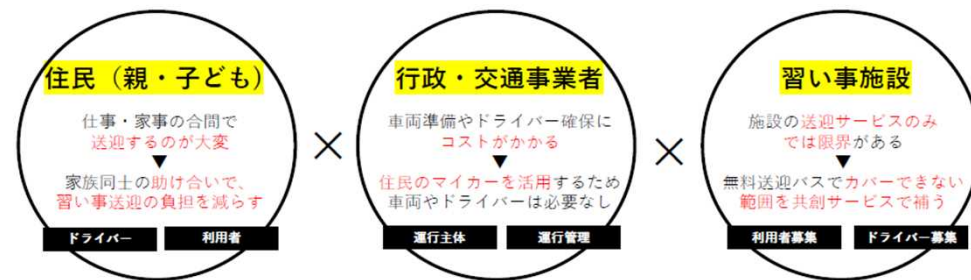 住民（親・子ども）
仕事・家事の合間で
送迎するのが大変
▼
家族同士の助け合いで、
習い事送迎の負担を減らす
ドライバー
利用者
×
行政・交通事業者
車両準備やドライバー確保に
コストがかかる
▼
住民のマイカーを活用するため
車両やドライバーは必要なし
運行主体
運行管理
×
習い事施設
施設の送迎サービスのみ
では限界がある
▼
無料送迎バスでカバーできない
範囲を共創サービスで補う
利用者募集
ドライバー募集